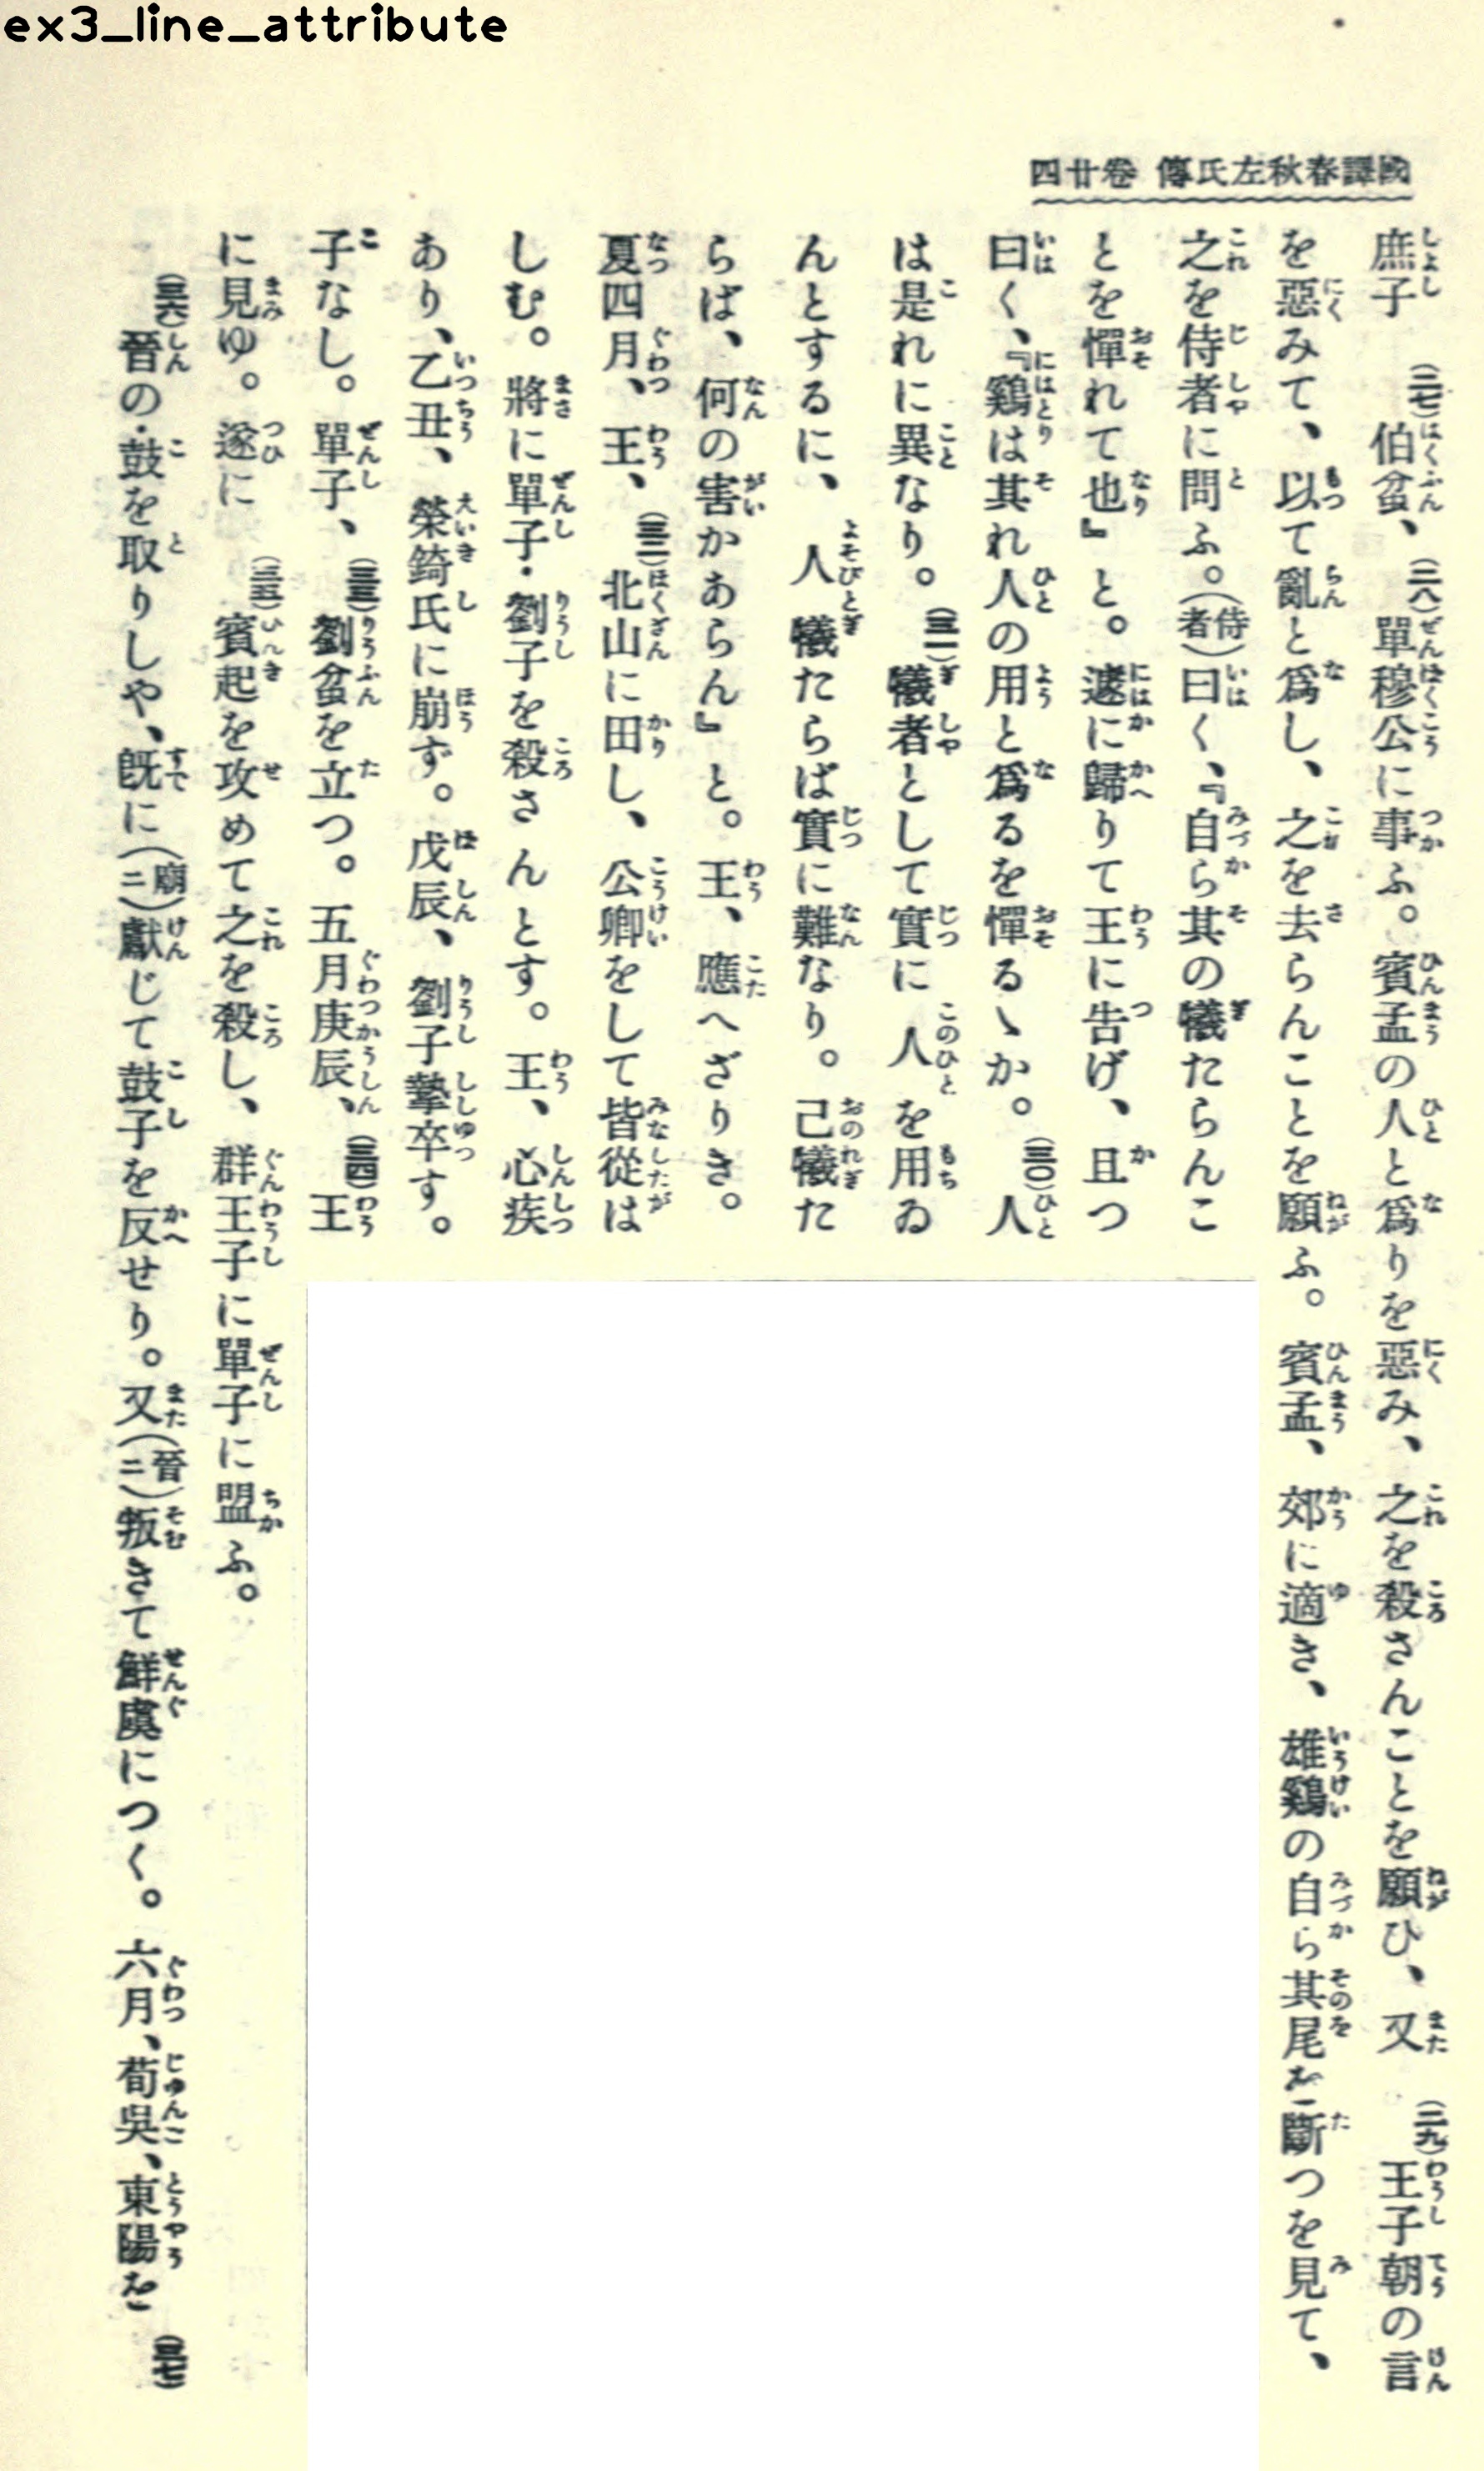 ex3_line_attribute
國譯春秋左氏傳 卷廿四
庶子(二七)伯蚠、(二八)單穆公に事ふ。賓孟の人と爲りを惡み、之を殺さんことを願ひ、又(二九)王子朝の言
を惡みて、以て亂と爲し、之を去らんことを願ふ。賓孟、郊に適き、雄鷄の自ら其尾を斷つを見て、
之を侍者に問ふ。(侍者)曰く、『自ら其の犧たらんこ
とを憚れて也』と。遽に歸りて王に告げ、且つ
曰く、『鷄は其れ人の用と爲るを憚るゝか。(三〇)人
は是れに異なり。(三一)犧者として實に人を用ゐ
んとするに、人犧たらば實に難なり。己犧た
らば、何の害かあらん』と。王、應へざりき。
夏四月、王、(三二)北山に田し、公卿をして皆從は
しむ。將に單子・劉子を殺さんとす。王、心疾
あり、乙丑、榮錡氏に崩ず。戊辰、劉子摯卒す。
子なし。單子、(三三)劉蚠を立つ。五月庚辰、(三四)王
に見ゆ。遂に(三五)賓起を攻めて之を殺し、群王子に單子に盟ふ。
(三六)晉の鼓を取りしや、旣に(廟ニ)獻じて鼓子を反せり。又(晉ニ)叛きて鮮虞につく。六月、荀吳、東陽を(三七)